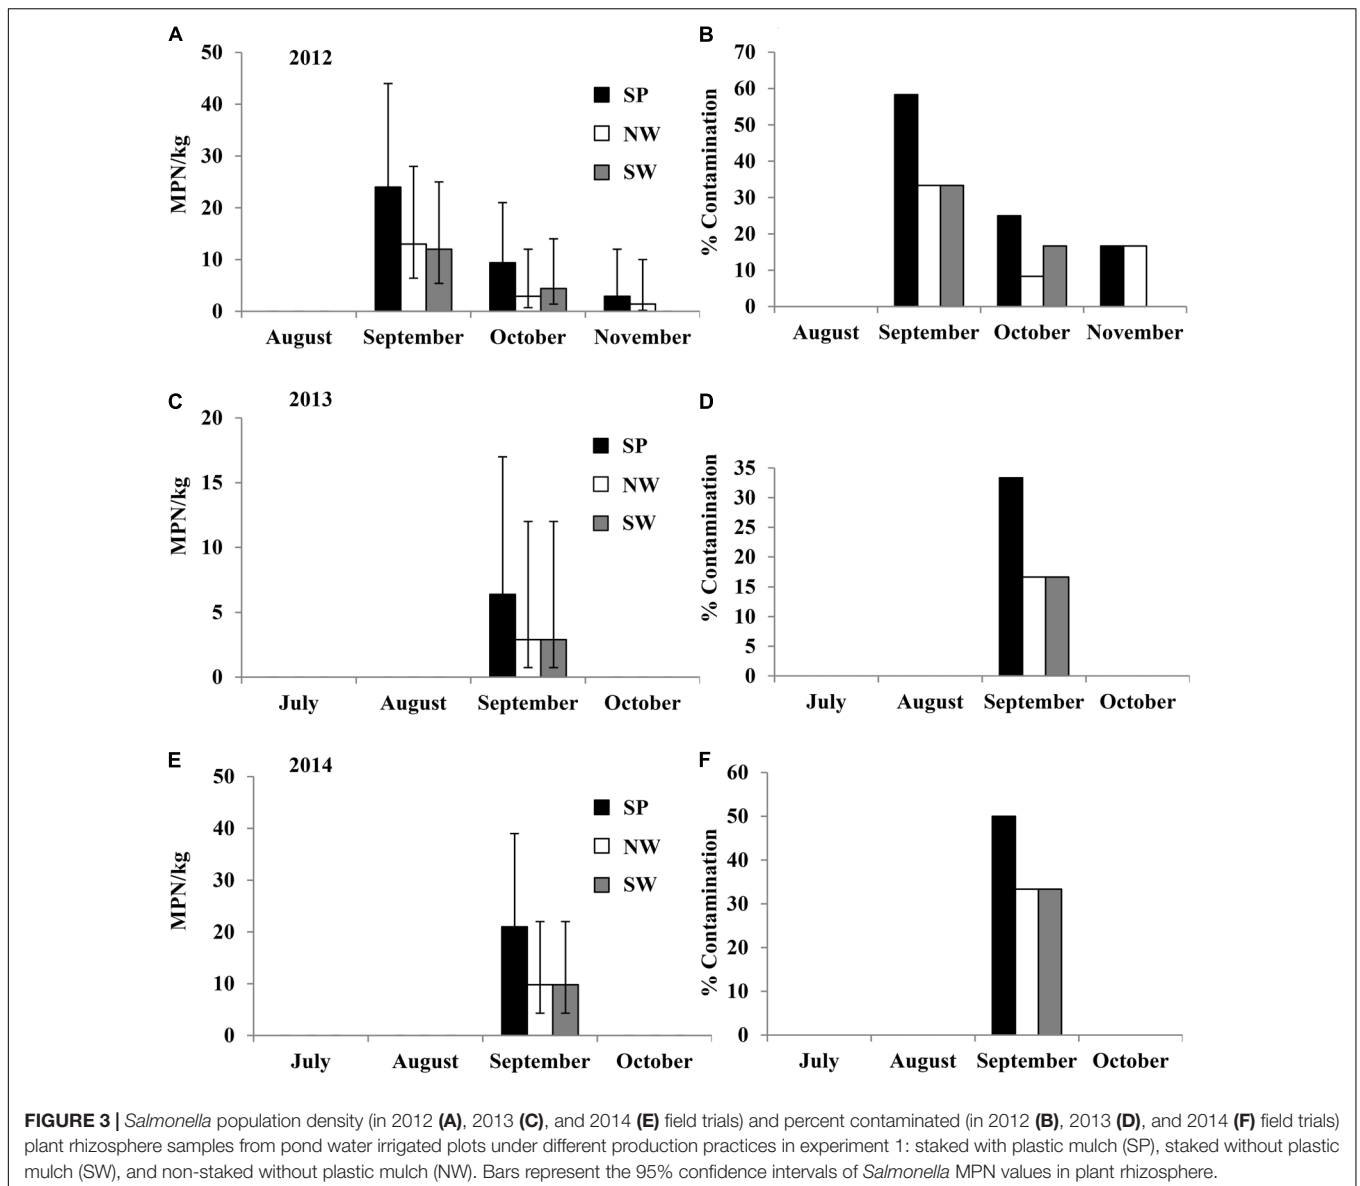 A
2012
MPN/kg
50
40
30
20
10
0
SP
NW
SW
August September October November
B
% Contamination
70
60
50
40
30
20
10
0
August September October November
C
2013
MPN/kg
20
15
10
5
0
SP
NW
SW
July August September October
D
% Contamination
35
30
25
20
15
10
5
0
July August September October
E
2014
MPN/kg
50
40
30
20
10
0
SP
NW
SW
July August September October
F
% Contamination
60
50
40
30
20
10
0
July August September October
FIGURE 3 | Salmonella population density (in 2012 (A), 2013 (C), and 2014 (E) field trials) and percent contaminated (in 2012 (B), 2013 (D), and 2014 (F) field trials)
plant rhizosphere samples from pond water irrigated plots under different production practices in experiment 1: staked with plastic mulch (SP), staked without plastic
mulch (SW), and non-staked without plastic mulch (NW). Bars represent the 95% confidence intervals of Salmonella MPN values in plant rhizosphere.